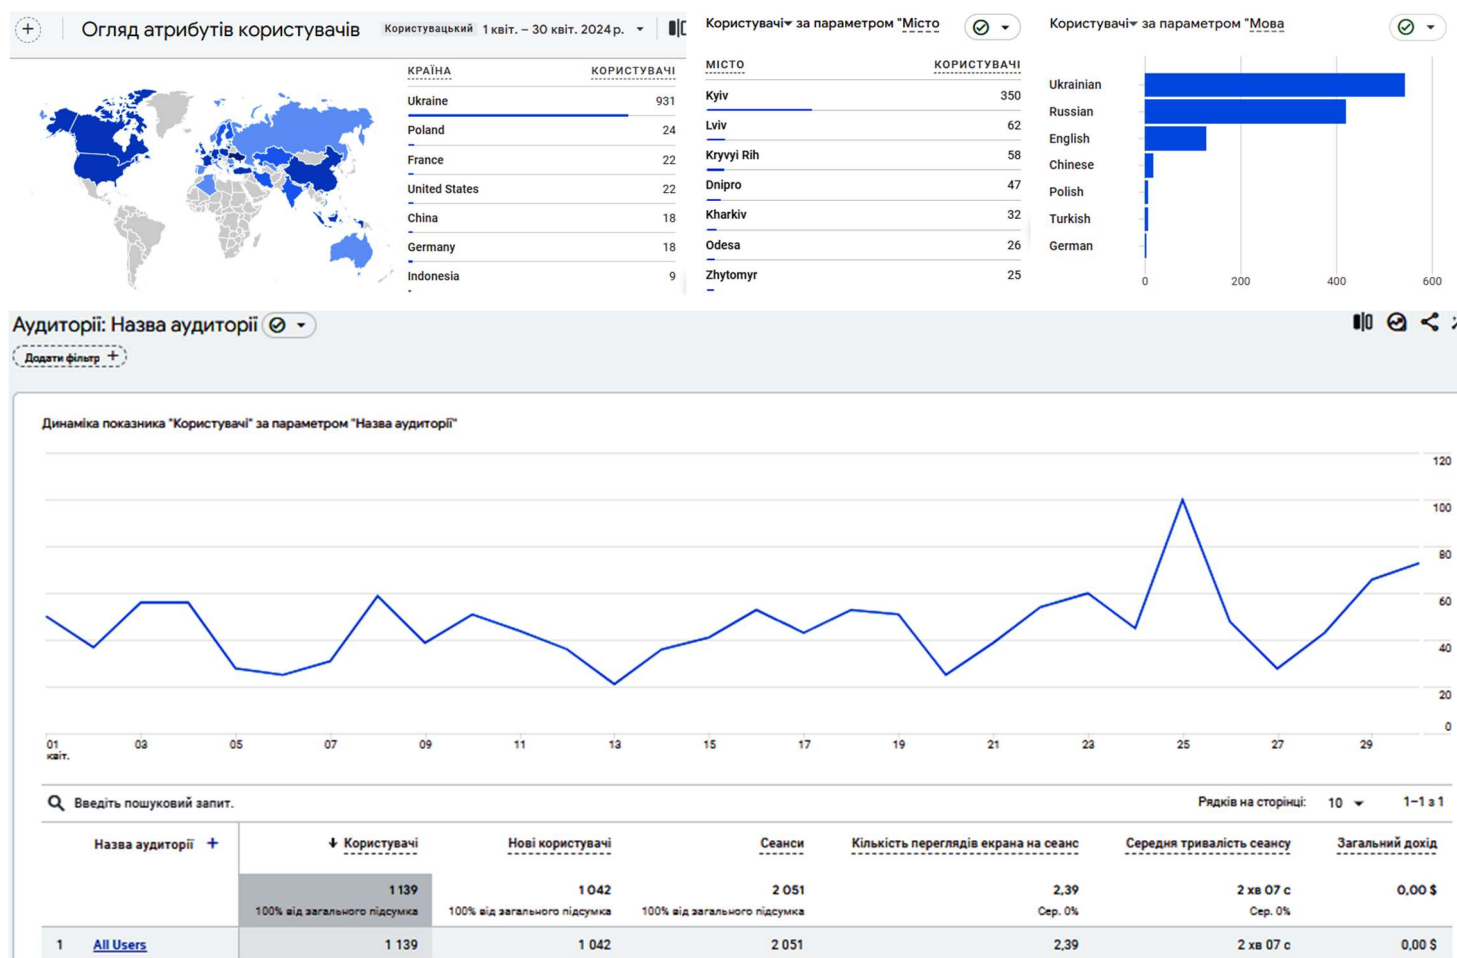 Огляд атрибутів користувачів Користувацький 1 квіт. – 30 квіт. 2024 р.
КРАЇНА КОРИСТУВАЧІ
Ukraine 931
Poland 24
France 22
United States 22
China 18
Germany 18
Indonesia 9
Користувачі за параметром "Місто
МІСТО КОРИСТУВАЧІ
Kyiv 350
Lviv 62
Kryvyi Rih 58
Dnipro 47
Kharkiv 32
Odesa 26
Zhytomyr 25
Користувачі за параметром "Мова
Ukrainian
Russian
English
Chinese
Polish
Turkish
German
0 200 400 600
Аудиторії: Назва аудиторії
Додати фільтр +
Динаміка показника "Користувачі" за параметром "Назва аудиторії"
120
100
80
60
40
20
0
01 03 05 07 09 11 13 15 17 19 21 23 25 27 29
квіт.
Введіть пошуковий запит. Рядків на сторінці: 10 1–1 з 1
Назва аудиторії + Користувачі Нові користувачі Сеанси Кількість переглядів екрана на сеанс Середня тривалість сеансу Загальний дохід
1 139 1 042 2 051 2,39 2 хв 07 с 0,00 $
100% від загального підсумка 100% від загального підсумка 100% від загального підсумка Сер. 0% Сер. 0%
1 All Users 1 139 1 042 2 051 2,39 2 хв 07 с 0,00 $